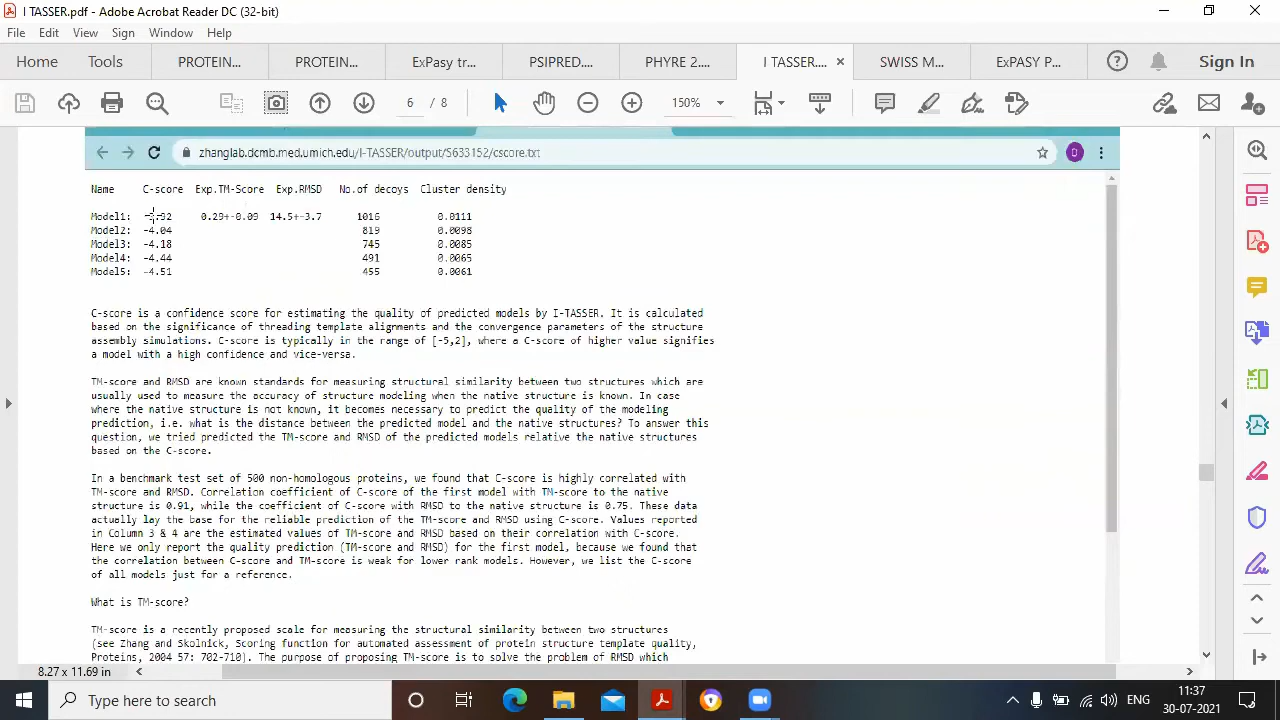 I TASSER.pdf - Adobe Acrobat Reader DC (32-bit)
File Edit View Sign Window Help
Home Tools PROTEIN... PROTEIN... ExPasy tr... PSIPRED.... PHYRE 2.... I TASSER.... SWISS M... ExPASY P... Sign In
6 / 8 150%
zhanglab.dcmb.med.umich.edu/I-TASSER/output/S633152/cscore.txt
Name C-score Exp.TM-Score Exp.RMSD No.of decoys Cluster density
Model1: 0.29+-0.09 14.5+-3.7 1016 0.0111
Model2: -4.04 819 0.0098
Model3: -4.18 745 0.0085
Model4: -4.44 491 0.0065
Model5: -4.51 455 0.0061
C-score is a confidence score for estimating the quality of predicted models by I-TASSER. It is calculated
based on the significance of threading template alignments and the convergence parameters of the structure
assembly simulations. C-score is typically in the range of [-5,2], where a C-score of higher value signifies
a model with a high confidence and vice-versa.
TM-score and RMSD are known standards for measuring structural similarity between two structures which are
usually used to measure the accuracy of structure modeling when the native structure is known. In case
where the native structure is not known, it becomes necessary to predict the quality of the modeling
prediction, i.e. what is the distance between the predicted model and the native structures? To answer this
question, we tried predicted the TM-score and RMSD of the predicted models relative the native structures
based on the C-score.
In a benchmark test set of 500 non-homologous proteins, we found that C-score is highly correlated with
TM-score and RMSD. Correlation coefficient of C-score of the first model with TM-score to the native
structure is 0.91, while the coefficient of C-score with RMSD to the native structure is 0.75. These data
actually lay the base for the reliable prediction of the TM-score and RMSD using C-score. Values reported
in Column 3 & 4 are the estimated values of TM-score and RMSD based on their correlation with C-score.
Here we only report the quality prediction (TM-score and RMSD) for the first model, because we found that
the correlation between C-score and TM-score is weak for lower rank models. However, we list the C-score
of all models just for a reference.
What is TM-score?
TM-score is a recently proposed scale for measuring the structural similarity between two structures
(see Zhang and Skolnick, Scoring function for automated assessment of protein structure template quality,
Proteins, 2004 57: 702-710). The purpose of proposing TM-score is to solve the problem of RMSD which
8.27 x 11.69 in
Type here to search
ENG
11:37
30-07-2021